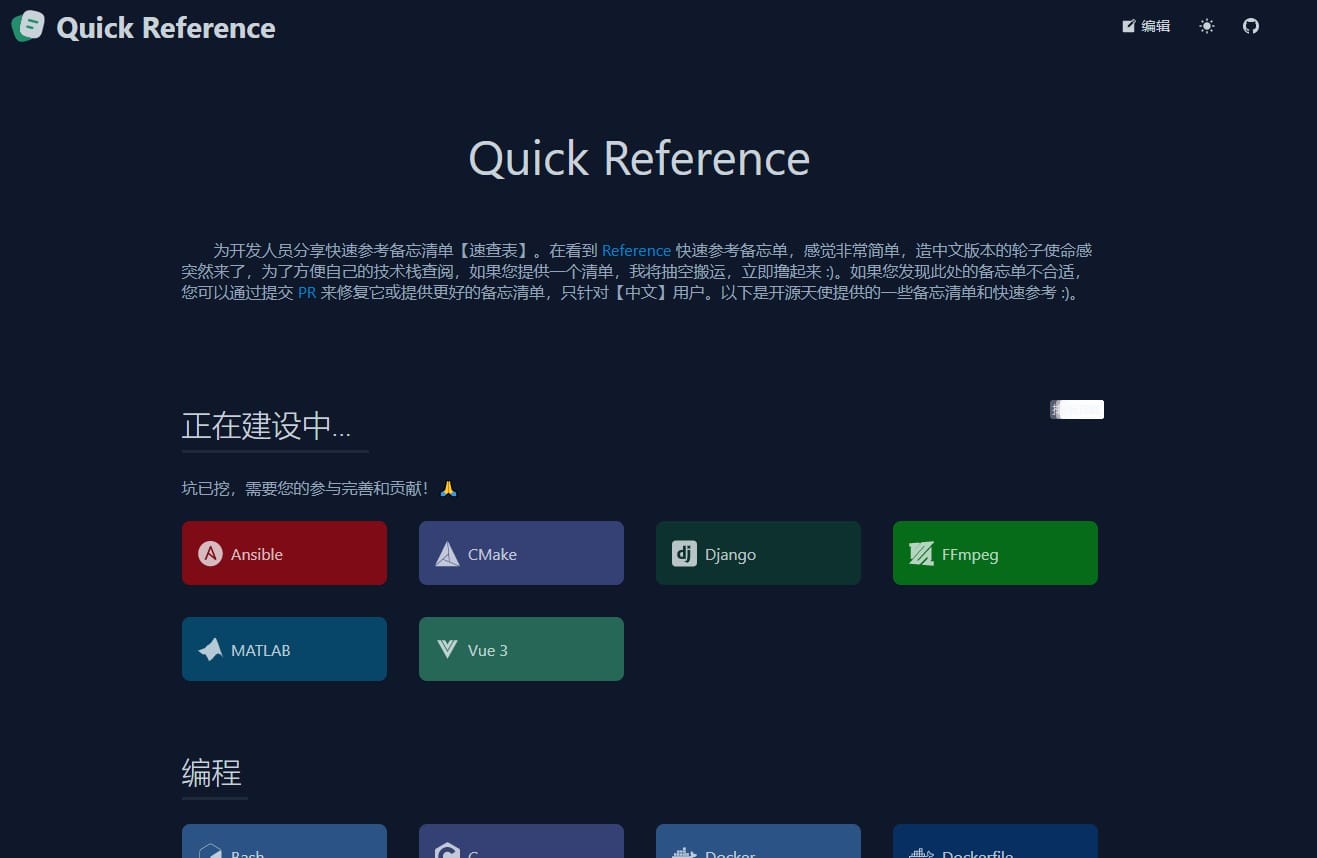 Quick Reference
编辑
Quick Reference
为开发人员分享快速参考备忘清单【速查表】。在看到 Reference 快速参考备忘单，感觉非常简单，造中文版本的轮子使命感
突然来了，为了方便自己的技术栈查阅，如果您提供一个清单，我将抽空搬运，立即撸起来 :)。如果您发现此处的备忘单不合适，
您可以通过提交 PR 来修复它或提供更好的备忘清单，只针对【中文】用户。以下是开源天使提供的一些备忘清单和快速参考 :)。
正在建设中...
坑已挖，需要您的参与完善和贡献！🙏
Ansible
CMake
Django
FFmpeg
MATLAB
Vue 3
编程
Bash
C
Docker
Dockerfile